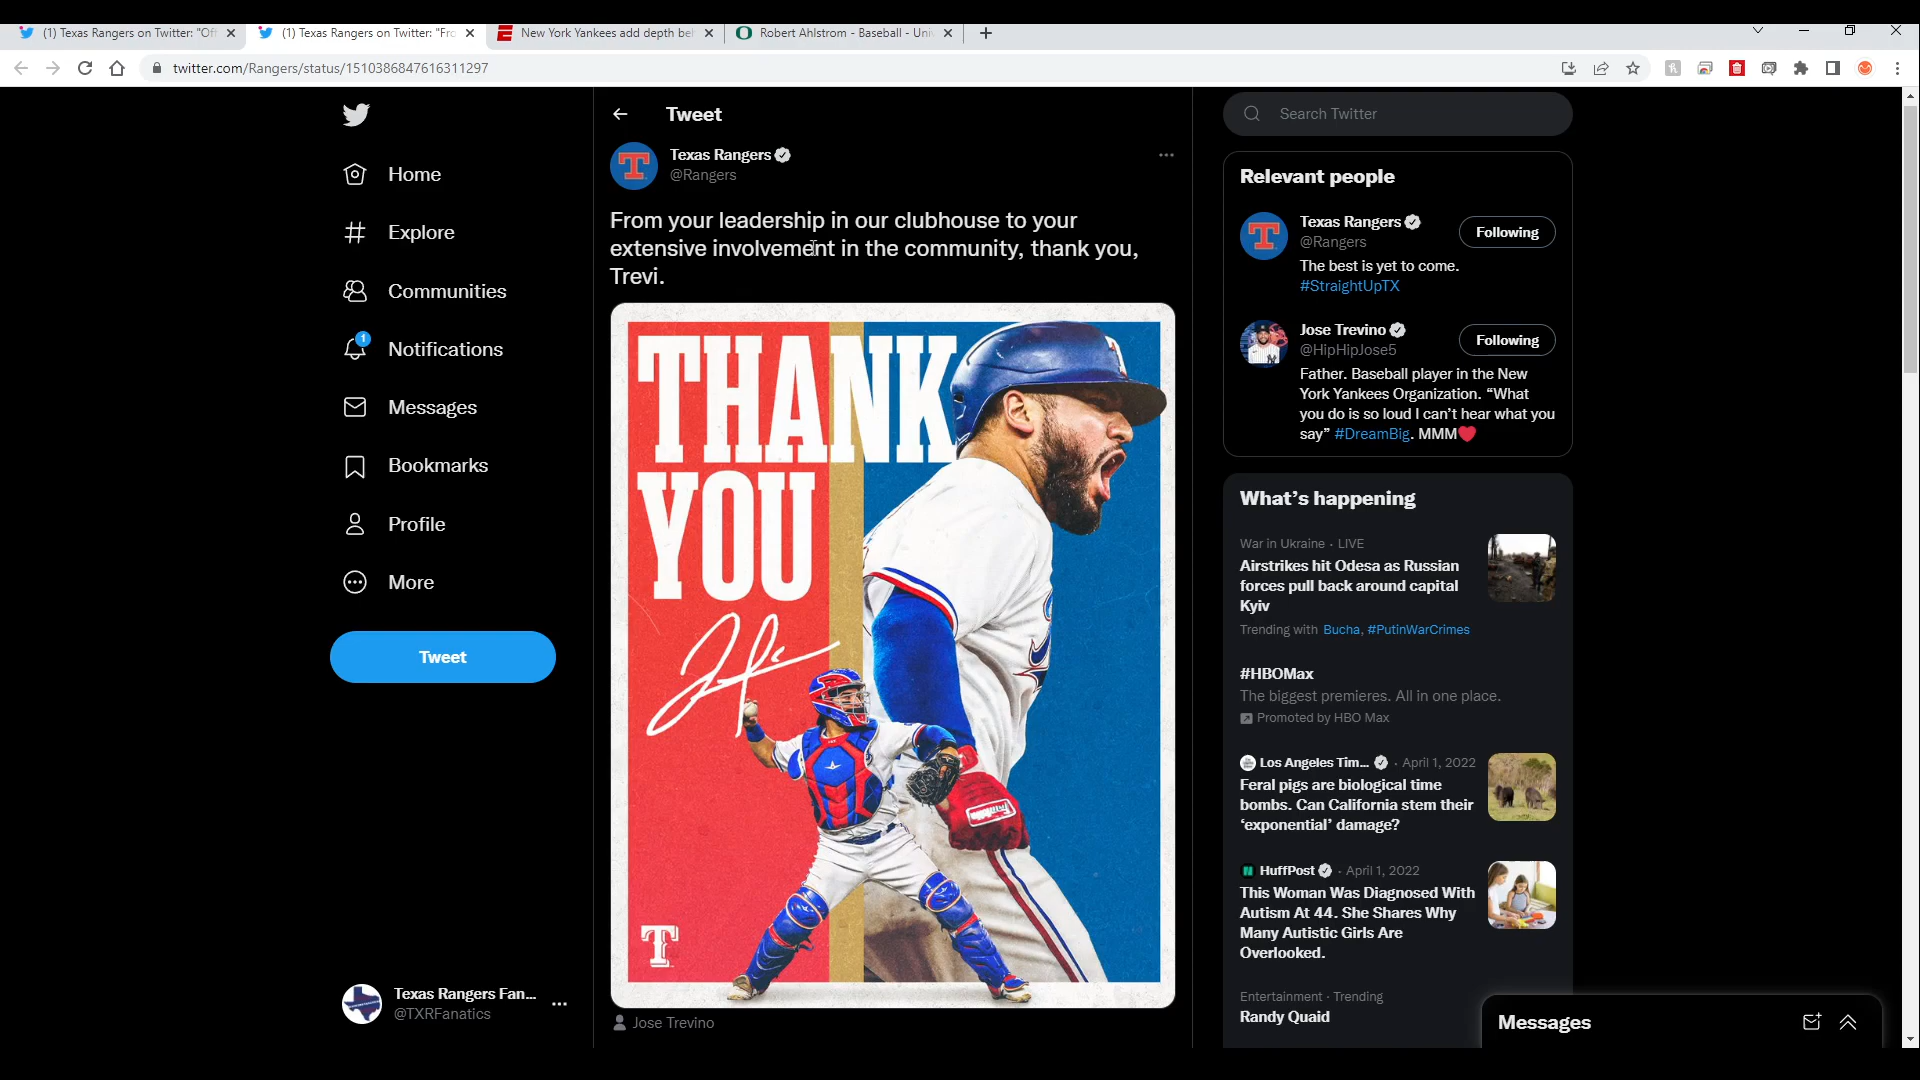 (1) Texas Rangers on Twitter: "Off
(1) Texas Rangers on Twitter: "Fro
New York Yankees add depth beh
Robert Ahlstrom - Baseball - Uni
twitter.com/Rangers/status/1510386847616311297
Home
Explore
Communities
1
Notifications
Messages
Bookmarks
Profile
More
Tweet
Texas Rangers Fan...
@TXRFanatics
Tweet
Texas Rangers
@Rangers
From your leadership in our clubhouse to your
extensive involvement in the community, thank you,
Trevi.
THANK
YOU
T
Jose Trevino
Search Twitter
Relevant people
Texas Rangers
@Rangers
Following
The best is yet to come.
#StraightUpTX
Jose Trevino
@HipHipJose5
Following
Father. Baseball player in the New
York Yankees Organization. “What
you do is so loud I can’t hear what you
say” #DreamBig. MMM❤️
What’s happening
War in Ukraine · LIVE
Airstrikes hit Odesa as Russian
forces pull back around capital
Kyiv
Trending with Bucha, #PutinWarCrimes
#HBOMax
The biggest premieres. All in one place.
Promoted by HBO Max
Los Angeles Tim... · April 1, 2022
Feral pigs are biological time
bombs. Can California stem their
‘exponential’ damage?
HuffPost · April 1, 2022
This Woman Was Diagnosed With
Autism At 44. She Shares Why
Many Autistic Girls Are
Overlooked.
Entertainment · Trending
Randy Quaid
Messages